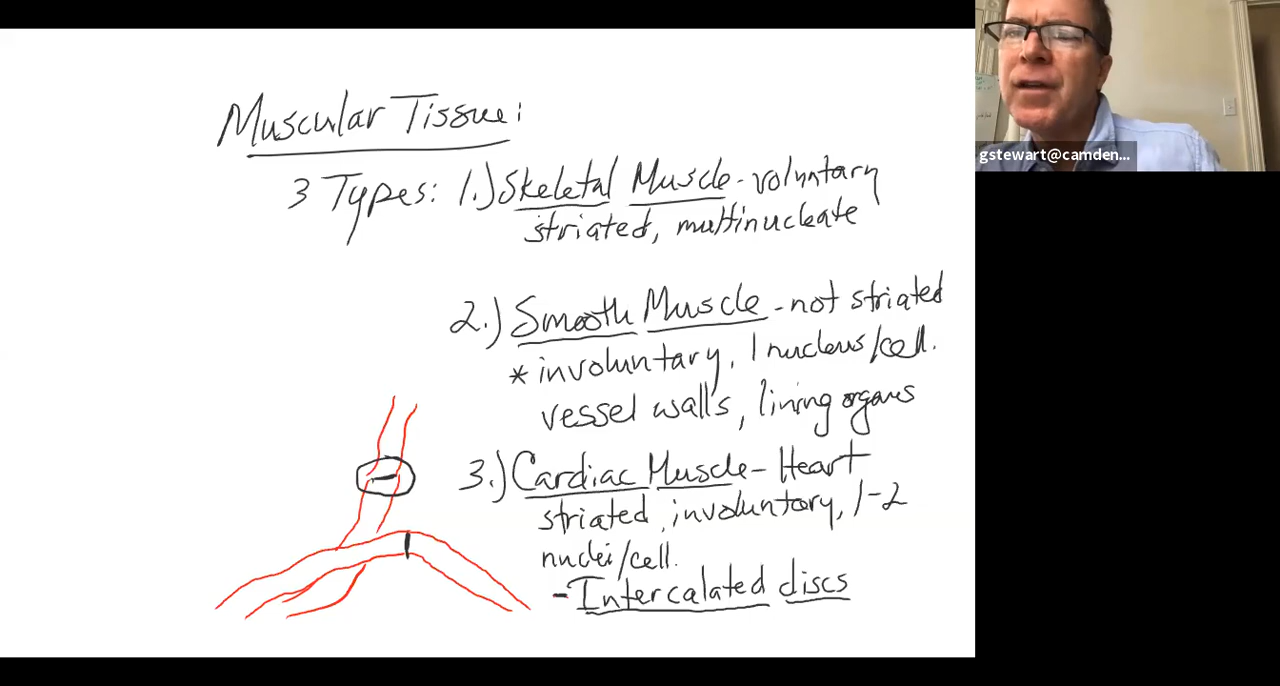 Muscular Tissue:
3 Types: 1.) Skeletal Muscle - voluntary
striated, multinucleate
2.) Smooth Muscle - not striated
* involuntary, 1 nucleus/cell.
vessel walls, lining organs
3.) Cardiac Muscle - Heart
striated, involuntary, 1-2
nuclei/cell.
- Intercalated discs
gstewart@camden...